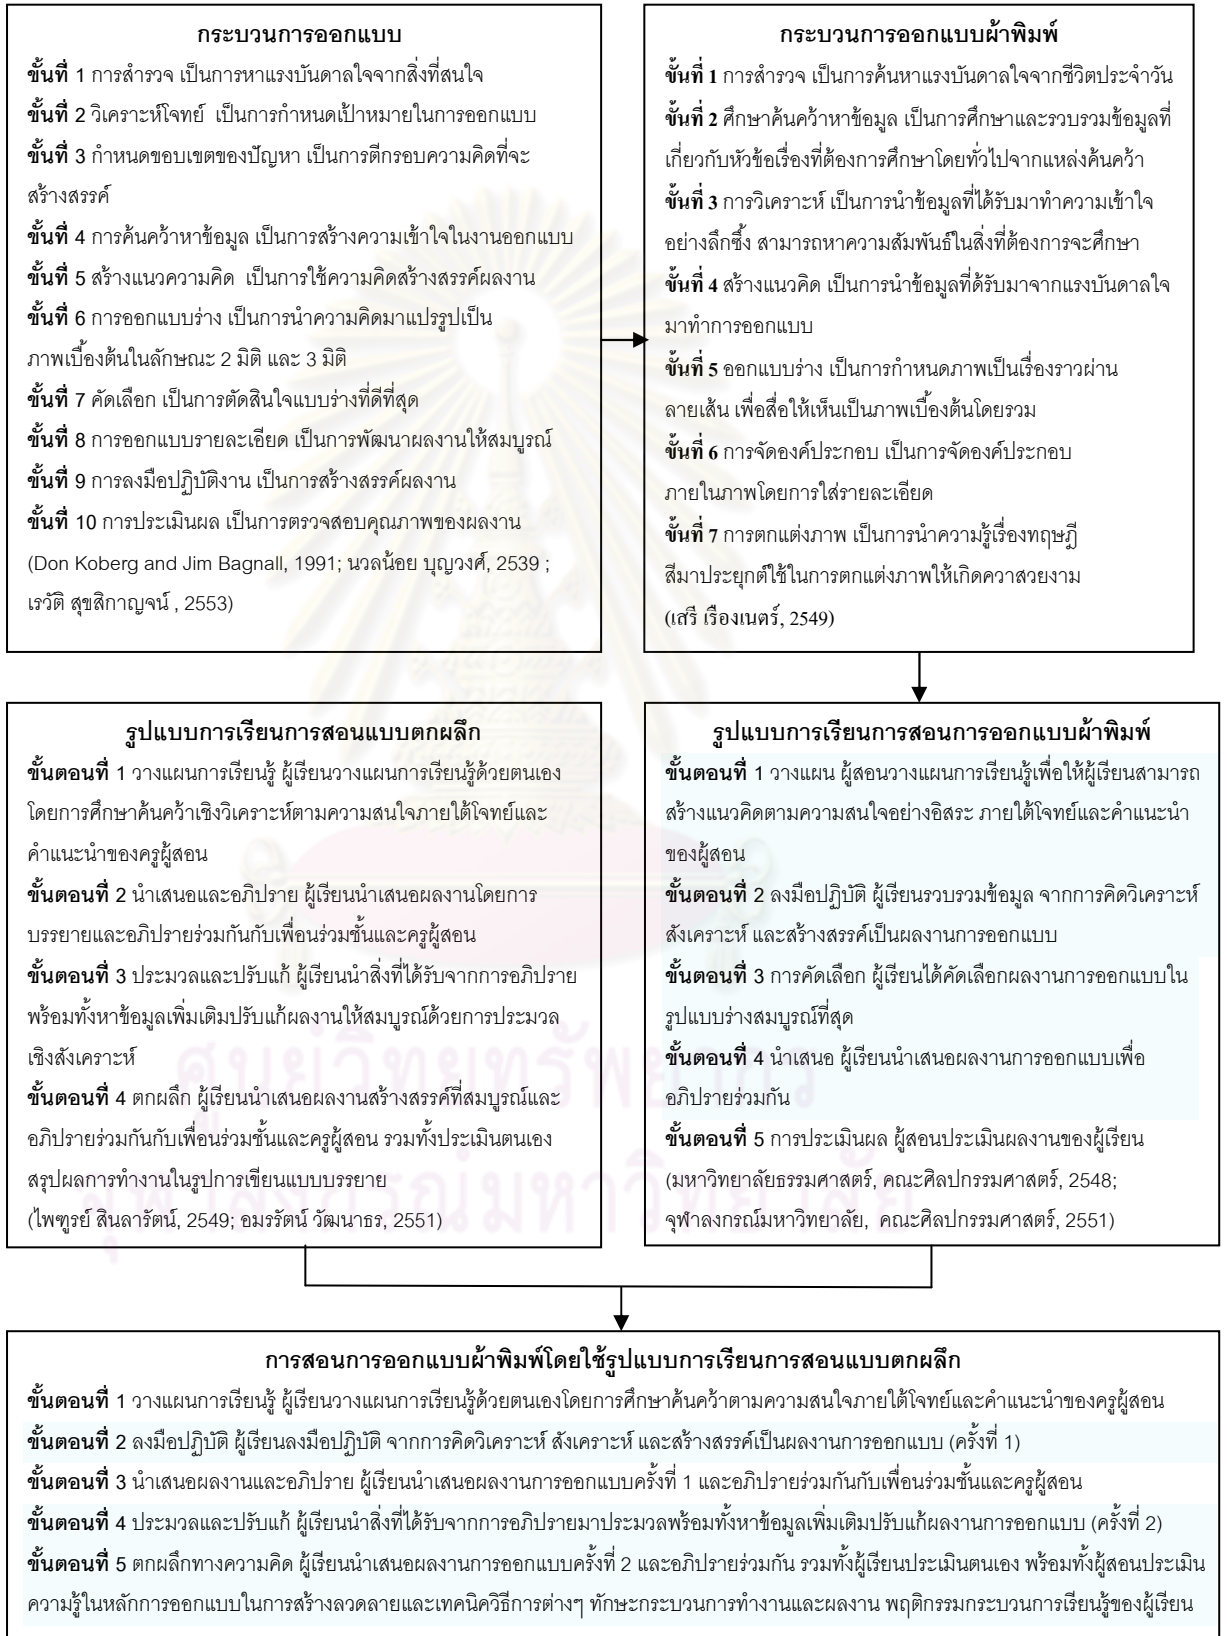 กระบวนการออกแบบ
ขั้นที่ 1 การสำรวจ เป็นการหาแรงบันดาลใจจากสิ่งที่สนใจ
ขั้นที่ 2 วิเคราะห์โจทย์ เป็นการกำหนดเป้าหมายในการออกแบบ
ขั้นที่ 3 กำหนดขอบเขตของปัญหา เป็นการตีกรอบความคิดที่จะ
สร้างสรรค์
ขั้นที่ 4 การค้นคว้าหาข้อมูล เป็นการสร้างความเข้าใจในงานออกแบบ
ขั้นที่ 5 สร้างแนวความคิด เป็นการใช้ความคิดสร้างสรรค์ผลงาน
ขั้นที่ 6 การออกแบบร่าง เป็นการนำความคิดมาแปรรูปเป็น
ภาพเบื้องต้นในลักษณะ 2 มิติ และ 3 มิติ
ขั้นที่ 7 คัดเลือก เป็นการตัดสินใจแบบร่างที่ดีที่สุด
ขั้นที่ 8 การออกแบบรายละเอียด เป็นการพัฒนาผลงานให้สมบูรณ์
ขั้นที่ 9 การลงมือปฏิบัติงาน เป็นการสร้างสรรค์ผลงาน
ขั้นที่ 10 การประเมินผล เป็นการตรวจสอบคุณภาพของผลงาน
(Don Koberg and Jim Bagnall, 1991; นวลน้อย บุญวงศ์, 2539 ;
เรวัติ สุขสิกาญจน์ , 2553)
กระบวนการออกแบบผ้าพิมพ์
ขั้นที่ 1 การสำรวจ เป็นการค้นหาแรงบันดาลใจจากชีวิตประจำวัน
ขั้นที่ 2 ศึกษาค้นคว้าหาข้อมูล เป็นการศึกษาและรวบรวมข้อมูลที่
เกี่ยวกับหัวข้อเรื่องที่ต้องการศึกษาโดยทั่วไปจากแหล่งค้นคว้า
ขั้นที่ 3 การวิเคราะห์ เป็นการนำข้อมูลที่ได้รับมาทำความเข้าใจ
อย่างลึกซึ้ง สามารถหาความสัมพันธ์ในสิ่งที่ต้องการจะศึกษา
ขั้นที่ 4 สร้างแนวคิด เป็นการนำข้อมูลที่ด้รับมาจากแรงบันดาลใจ
มาทำการออกแบบ
ขั้นที่ 5 ออกแบบร่าง เป็นการกำหนดภาพเป็นเรื่องราวผ่าน
ลายเส้น เพื่อสื่อให้เห็นเป็นภาพเบื้องต้นโดยรวม
ขั้นที่ 6 การจัดองค์ประกอบ เป็นการจัดองค์ประกอบ
ภายในภาพโดยการใส่รายละเอียด
ขั้นที่ 7 การตกแต่งภาพ เป็นการนำความรู้เรื่องทฤษฎี
สีมาประยุกต์ใช้ในการตกแต่งภาพให้เกิดควาสวยงาม
(เสรี เรืองเนตร์, 2549)
รูปแบบการเรียนการสอนแบบตกผลึก
ขั้นตอนที่ 1 วางแผนการเรียนรู้ ผู้เรียนวางแผนการเรียนรู้ด้วยตนเอง
โดยการศึกษาค้นคว้าเชิงวิเคราะห์ตามความสนใจภายใต้โจทย์และ
คำแนะนำของครูผู้สอน
ขั้นตอนที่ 2 นำเสนอและอภิปราย ผู้เรียนนำเสนอผลงานโดยการ
บรรยายและอภิปรายร่วมกันกับเพื่อนร่วมชั้นและครูผู้สอน
ขั้นตอนที่ 3 ประมวลและปรับแก้ ผู้เรียนนำสิ่งที่ได้รับจากการอภิปราย
พร้อมทั้งหาข้อมูลเพิ่มเติมปรับแก้ผลงานให้สมบูรณ์ด้วยการประมวล
เชิงสังเคราะห์
ขั้นตอนที่ 4 ตกผลึก ผู้เรียนนำเสนอผลงานสร้างสรรค์ที่สมบูรณ์และ
อภิปรายร่วมกันกับเพื่อนร่วมชั้นและครูผู้สอน รวมทั้งประเมินตนเอง
สรุปผลการทำงานในรูปการเขียนแบบบรรยาย
(ไพฑูรย์ สินลารัตน์, 2549; อมรรัตน์ วัฒนาธร, 2551)
รูปแบบการเรียนการสอนการออกแบบผ้าพิมพ์
ขั้นตอนที่ 1 วางแผน ผู้สอนวางแผนการเรียนรู้เพื่อให้ผู้เรียนสามารถ
สร้างแนวคิดตามความสนใจอย่างอิสระ ภายใต้โจทย์และคำแนะนำ
ของผู้สอน
ขั้นตอนที่ 2 ลงมือปฏิบัติ ผู้เรียนรวบรวมข้อมูล จากการคิดวิเคราะห์
สังเคราะห์ และสร้างสรรค์เป็นผลงานการออกแบบ
ขั้นตอนที่ 3 การคัดเลือก ผู้เรียนได้คัดเลือกผลงานการออกแบบใน
รูปแบบร่างสมบูรณ์ที่สุด
ขั้นตอนที่ 4 นำเสนอ ผู้เรียนนำเสนอผลงานการออกแบบเพื่อ
อภิปรายร่วมกัน
ขั้นตอนที่ 5 การประเมินผล ผู้สอนประเมินผลงานของผู้เรียน
(มหาวิทยาลัยธรรมศาสตร์, คณะศิลปกรรมศาสตร์, 2548;
จุฬาลงกรณ์มหาวิทยาลัย, คณะศิลปกรรมศาสตร์, 2551)
ศูนย์วิทยทรัพยากร
จุฬาลงกรณ์มหาวิทยาลัย
การสอนการออกแบบผ้าพิมพ์โดยใช้รูปแบบการเรียนการสอนแบบตกผลึก
ขั้นตอนที่ 1 วางแผนการเรียนรู้ ผู้เรียนวางแผนการเรียนรู้ด้วยตนเองโดยการศึกษาค้นคว้าตามความสนใจภายใต้โจทย์และคำแนะนำของครูผู้สอน
ขั้นตอนที่ 2 ลงมือปฏิบัติ ผู้เรียนลงมือปฏิบัติ จากการคิดวิเคราะห์ สังเคราะห์ และสร้างสรรค์เป็นผลงานการออกแบบ (ครั้งที่ 1)
ขั้นตอนที่ 3 นำเสนอผลงานและอภิปราย ผู้เรียนนำเสนอผลงานการออกแบบครั้งที่ 1 และอภิปรายร่วมกันกับเพื่อนร่วมชั้นและครูผู้สอน
ขั้นตอนที่ 4 ประมวลและปรับแก้ ผู้เรียนนำสิ่งที่ได้รับจากการอภิปรายมาประมวลพร้อมทั้งหาข้อมูลเพิ่มเติมปรับแก้ผลงานการออกแบบ (ครั้งที่ 2)
ขั้นตอนที่ 5 ตกผลึกทางความคิด ผู้เรียนนำเสนอผลงานการออกแบบครั้งที่ 2 และอภิปรายร่วมกัน รวมทั้งผู้เรียนประเมินตนเอง พร้อมทั้งผู้สอนประเมิน
ความรู้ในหลักการออกแบบในการสร้างลวดลายและเทคนิควิธีการต่างๆ ทักษะกระบวนการทำงานและผลงาน พฤติกรรมกระบวนการเรียนรู้ของผู้เรียน